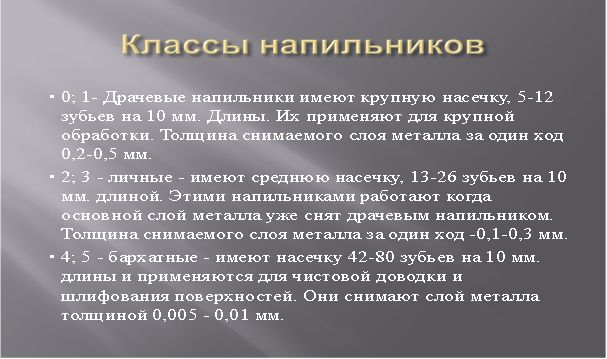 Классы напильников
• 0; 1- Драчевые напильники имеют крупную насечку, 5-12
зубьев на 10 мм. Длины. Их применяют для крупной
обработки. Толщина снимаемого слоя металла за один ход
0,2-0,5 мм.
• 2; 3 - личные - имеют среднюю насечку, 13-26 зубьев на 10
мм. длиной. Этими напильниками работают когда
основной слой металла уже снят драчевым напильником.
Толщина снимаемого слоя металла за один ход -0,1-0,3 мм.
• 4; 5 - бархатные - имеют насечку 42-80 зубьев на 10 мм.
длины и применяются для чистовой доводки и
шлифования поверхностей. Они снимают слой металла
толщиной 0,005 - 0,01 мм.